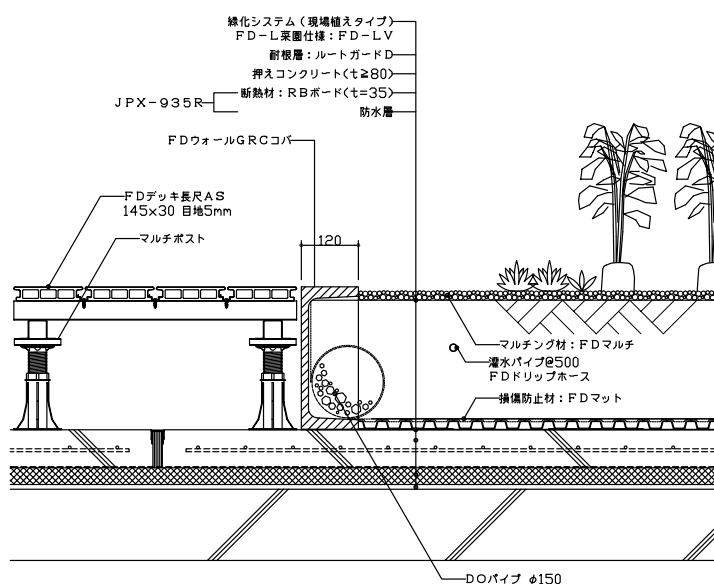 緑化システム(現場植えタイプ)
FD-L菜園仕様:FD-LV
耐根層:ルートガードD
押えコンクリート(t≧80)
JPX-935R
断熱材:RBボード(t=35)
防水層
FDウォールGRCコバ
FDデッキ長尺AS
145x30 目地5mm
マルチポスト
120
マルチング材:FDマルチ
灌水パイプ@500
FDドリップホース
損傷防止材:FDマット
DOパイプ φ150